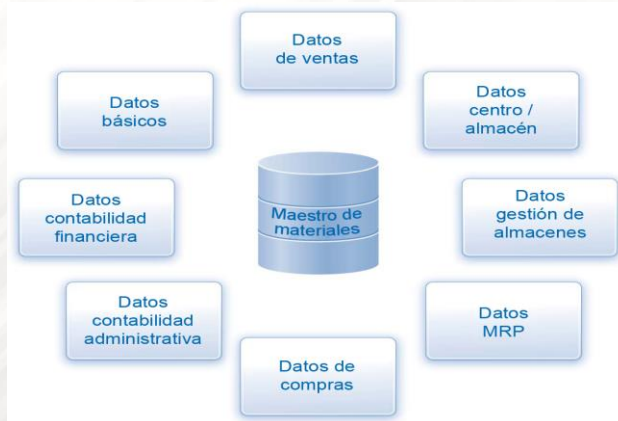 Datos
de ventas
Datos
básicos
Datos
centro /
almacén
Datos
contabilidad
financiera
Maestro de
materiales
Datos
gestión de
almacenes
Datos
contabilidad
administrativa
Datos
MRP
Datos de
compras